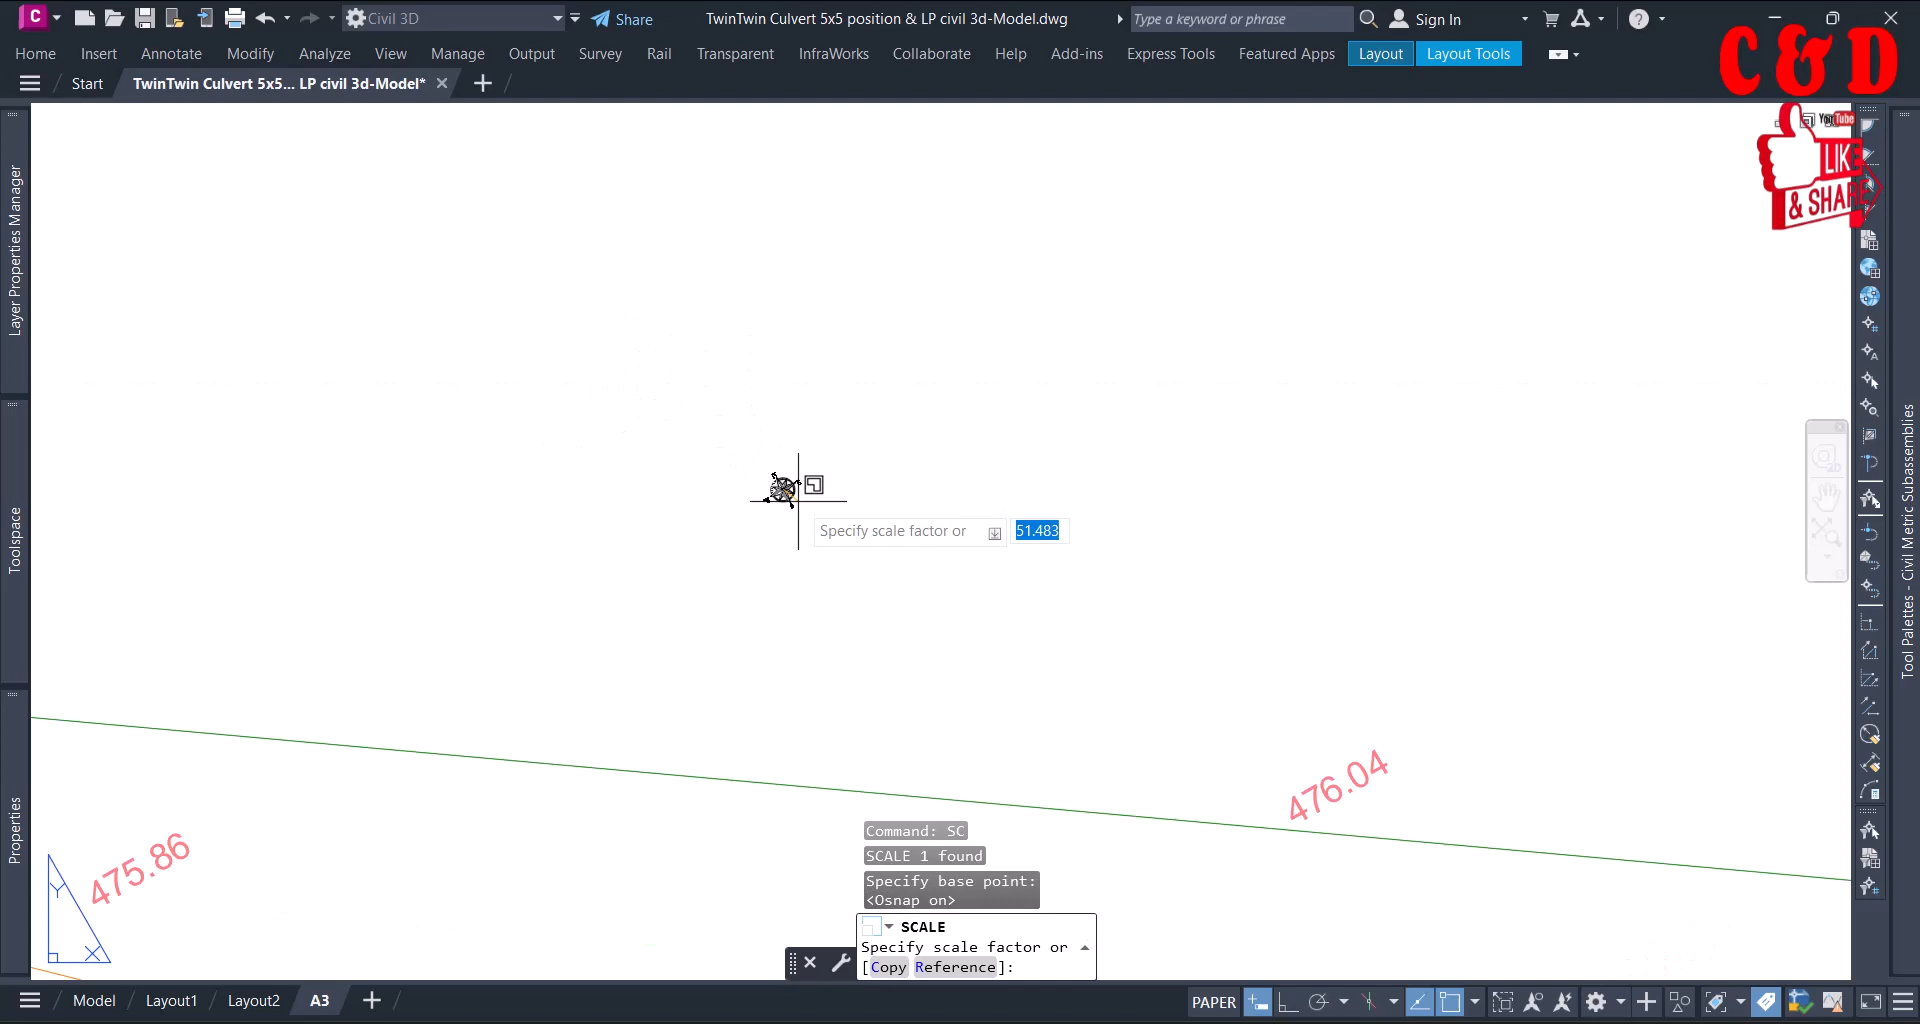 C Civil 3D Share TwinTwin Culvert 5x5 position & LP civil 3d-Model.dwg Type a keyword or phrase Sign In
Home Insert Annotate Modify Analyze View Manage Output Survey Rail Transparent InfraWorks Collaborate Help Add-ins Express Tools Featured Apps Layout Layout Tools
C & D
Start TwinTwin Culvert 5x5... LP civil 3d-Model*
YouTube
LIKE
& SHARE
Layer Properties Manager
Toolspace
Properties
Tool Palettes - Civil Metric Subassemblies
Specify scale factor or 51.483
476.04
475.86
Y
X
Command: SC
SCALE 1 found
Specify base point:
<Osnap on>
SCALE
Specify scale factor or
[Copy Reference]:
Model Layout1 Layout2 A3 PAPER